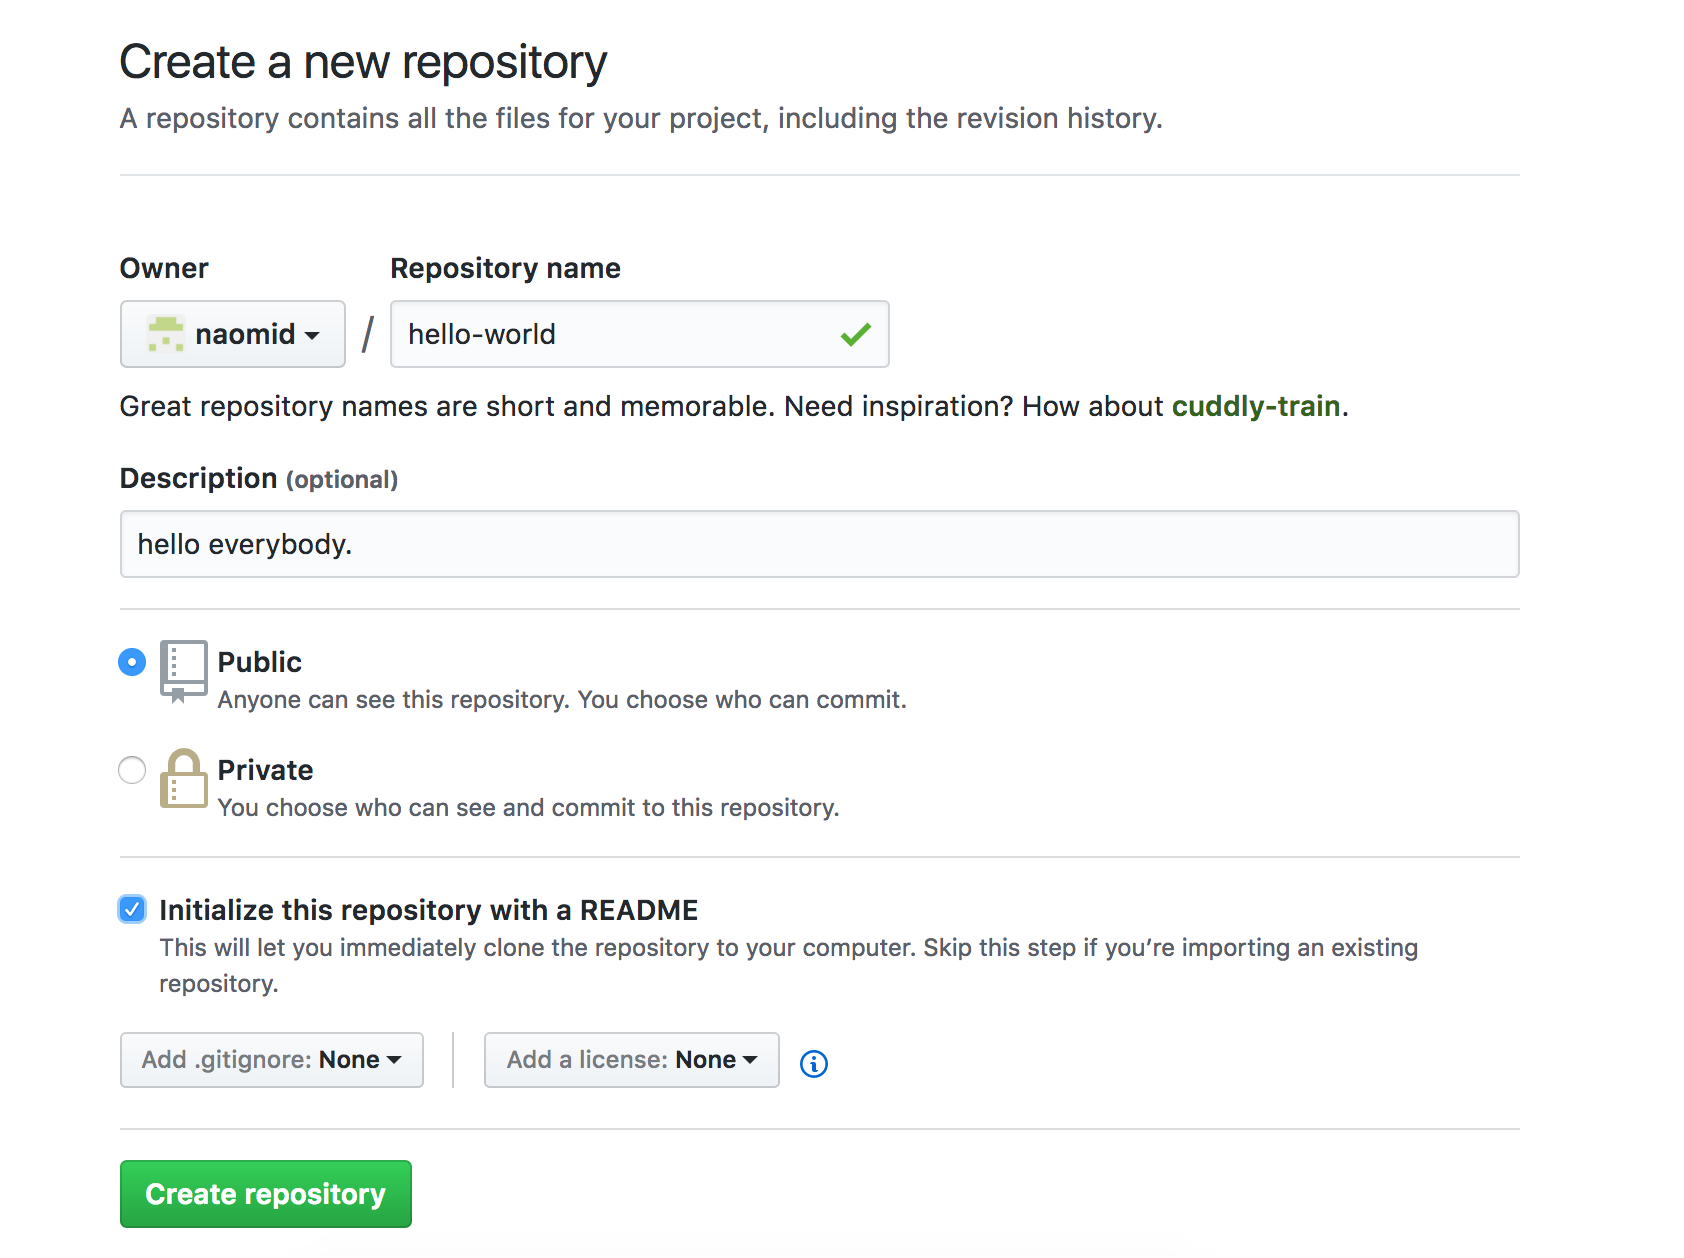 Create a new repository
A repository contains all the files for your project, including the revision history.
Owner Repository name
naomid / hello-world
Great repository names are short and memorable. Need inspiration? How about cuddly-train.
Description (optional)
hello everybody.
Public
Anyone can see this repository. You choose who can commit.
Private
You choose who can see and commit to this repository.
Initialize this repository with a README
This will let you immediately clone the repository to your computer. Skip this step if you’re importing an existing
repository.
Add .gitignore: None Add a license: None
Create repository